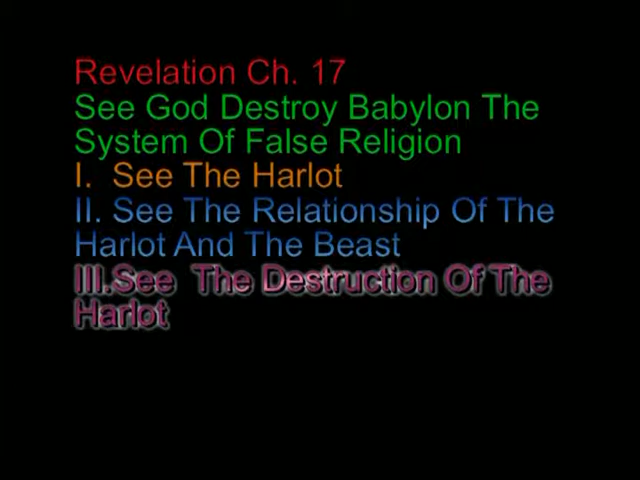 Revelation Ch. 17
See God Destroy Babylon The
System Of False Religion
I.  See The Harlot
II. See The Relationship Of The
Harlot And The Beast
III.See  The Destruction Of The
Harlot